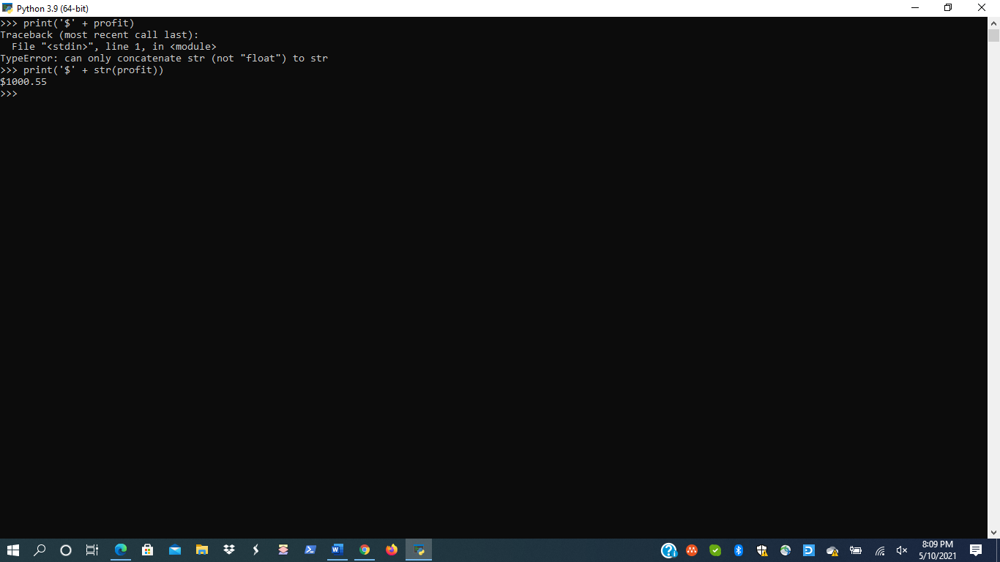 Python 3.9 (64-bit)
>>> print('$' + profit)
Traceback (most recent call last):
  File "<stdin>", line 1, in <module>
TypeError: can only concatenate str (not "float") to str
>>> print('$' + str(profit))
$1000.55
>>>
8:09 PM
5/10/2021